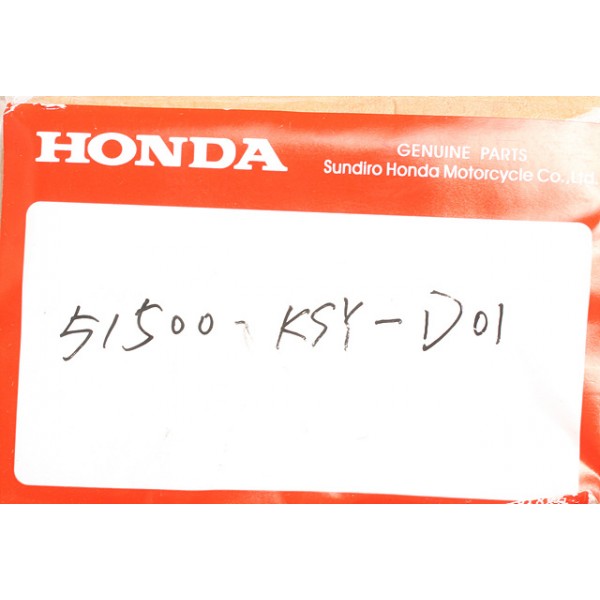 HONDA
GENUINE PARTS
Sundiro Honda Motorcycle Co.,Ltd.
51500-KSY-D01